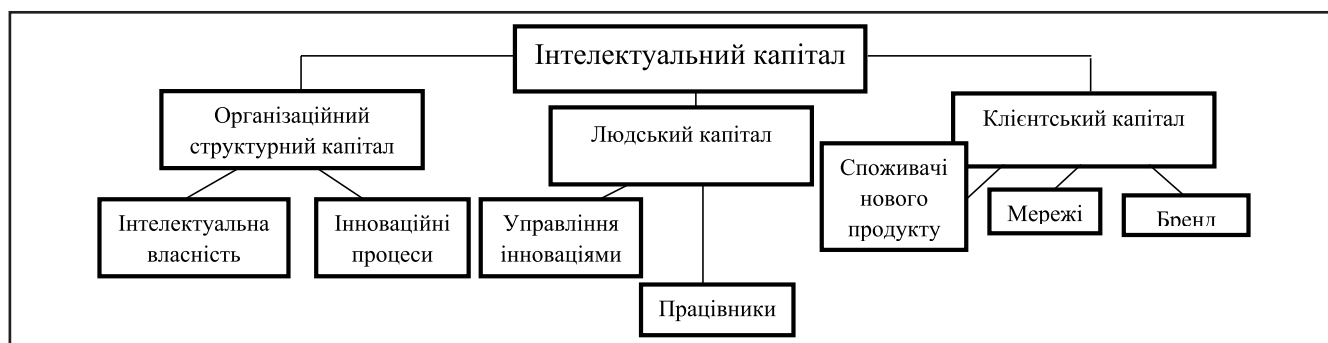 Інтелектуальний капітал
Організаційний
структурний капітал
Людський капітал
Клієнтський капітал
Інтелектуальна
власність
Інноваційні
процеси
Управління
інноваціями
Працівники
Споживачі
нового
продукту
Мережі
Бренд